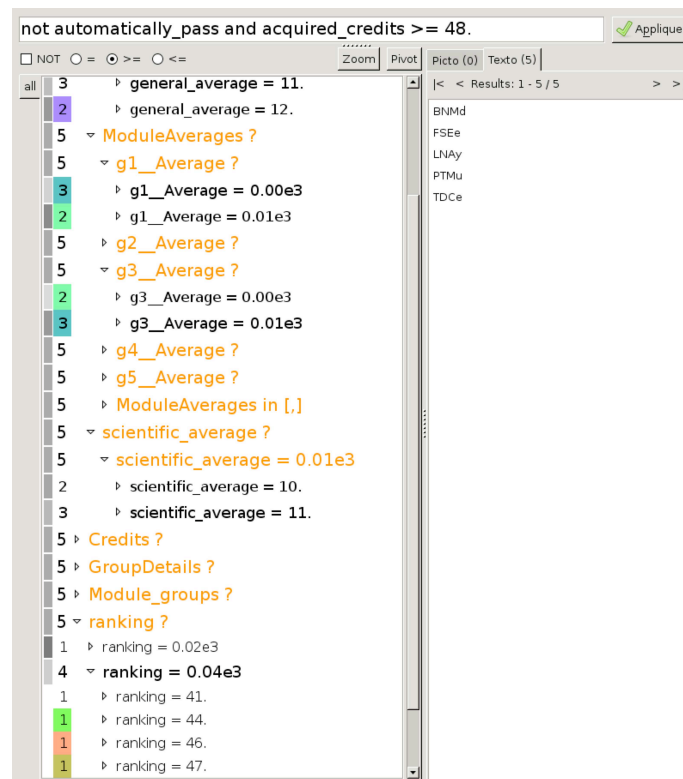 not automatically_pass and acquired_credits >= 48.
Applique
NOT = >= <=
Zoom
Pivot
Picto (0)
Texto (5)
all
3 general_average = 11.
2 general_average = 12.
5 ModuleAverages ?
5 g1__Average ?
3 g1__Average = 0.00e3
2 g1__Average = 0.01e3
5 g2__Average ?
5 g3__Average ?
2 g3__Average = 0.00e3
3 g3__Average = 0.01e3
5 g4__Average ?
5 g5__Average ?
5 ModuleAverages in [,]
5 scientific_average ?
5 scientific_average = 0.01e3
2 scientific_average = 10.
3 scientific_average = 11.
5 Credits ?
5 GroupDetails ?
5 Module_groups ?
5 ranking ?
1 ranking = 0.02e3
4 ranking = 0.04e3
1 ranking = 41.
1 ranking = 44.
1 ranking = 46.
1 ranking = 47.
|< < Results: 1 - 5 / 5 > >
BNMd
FSEe
LNAy
PTMu
TDCe